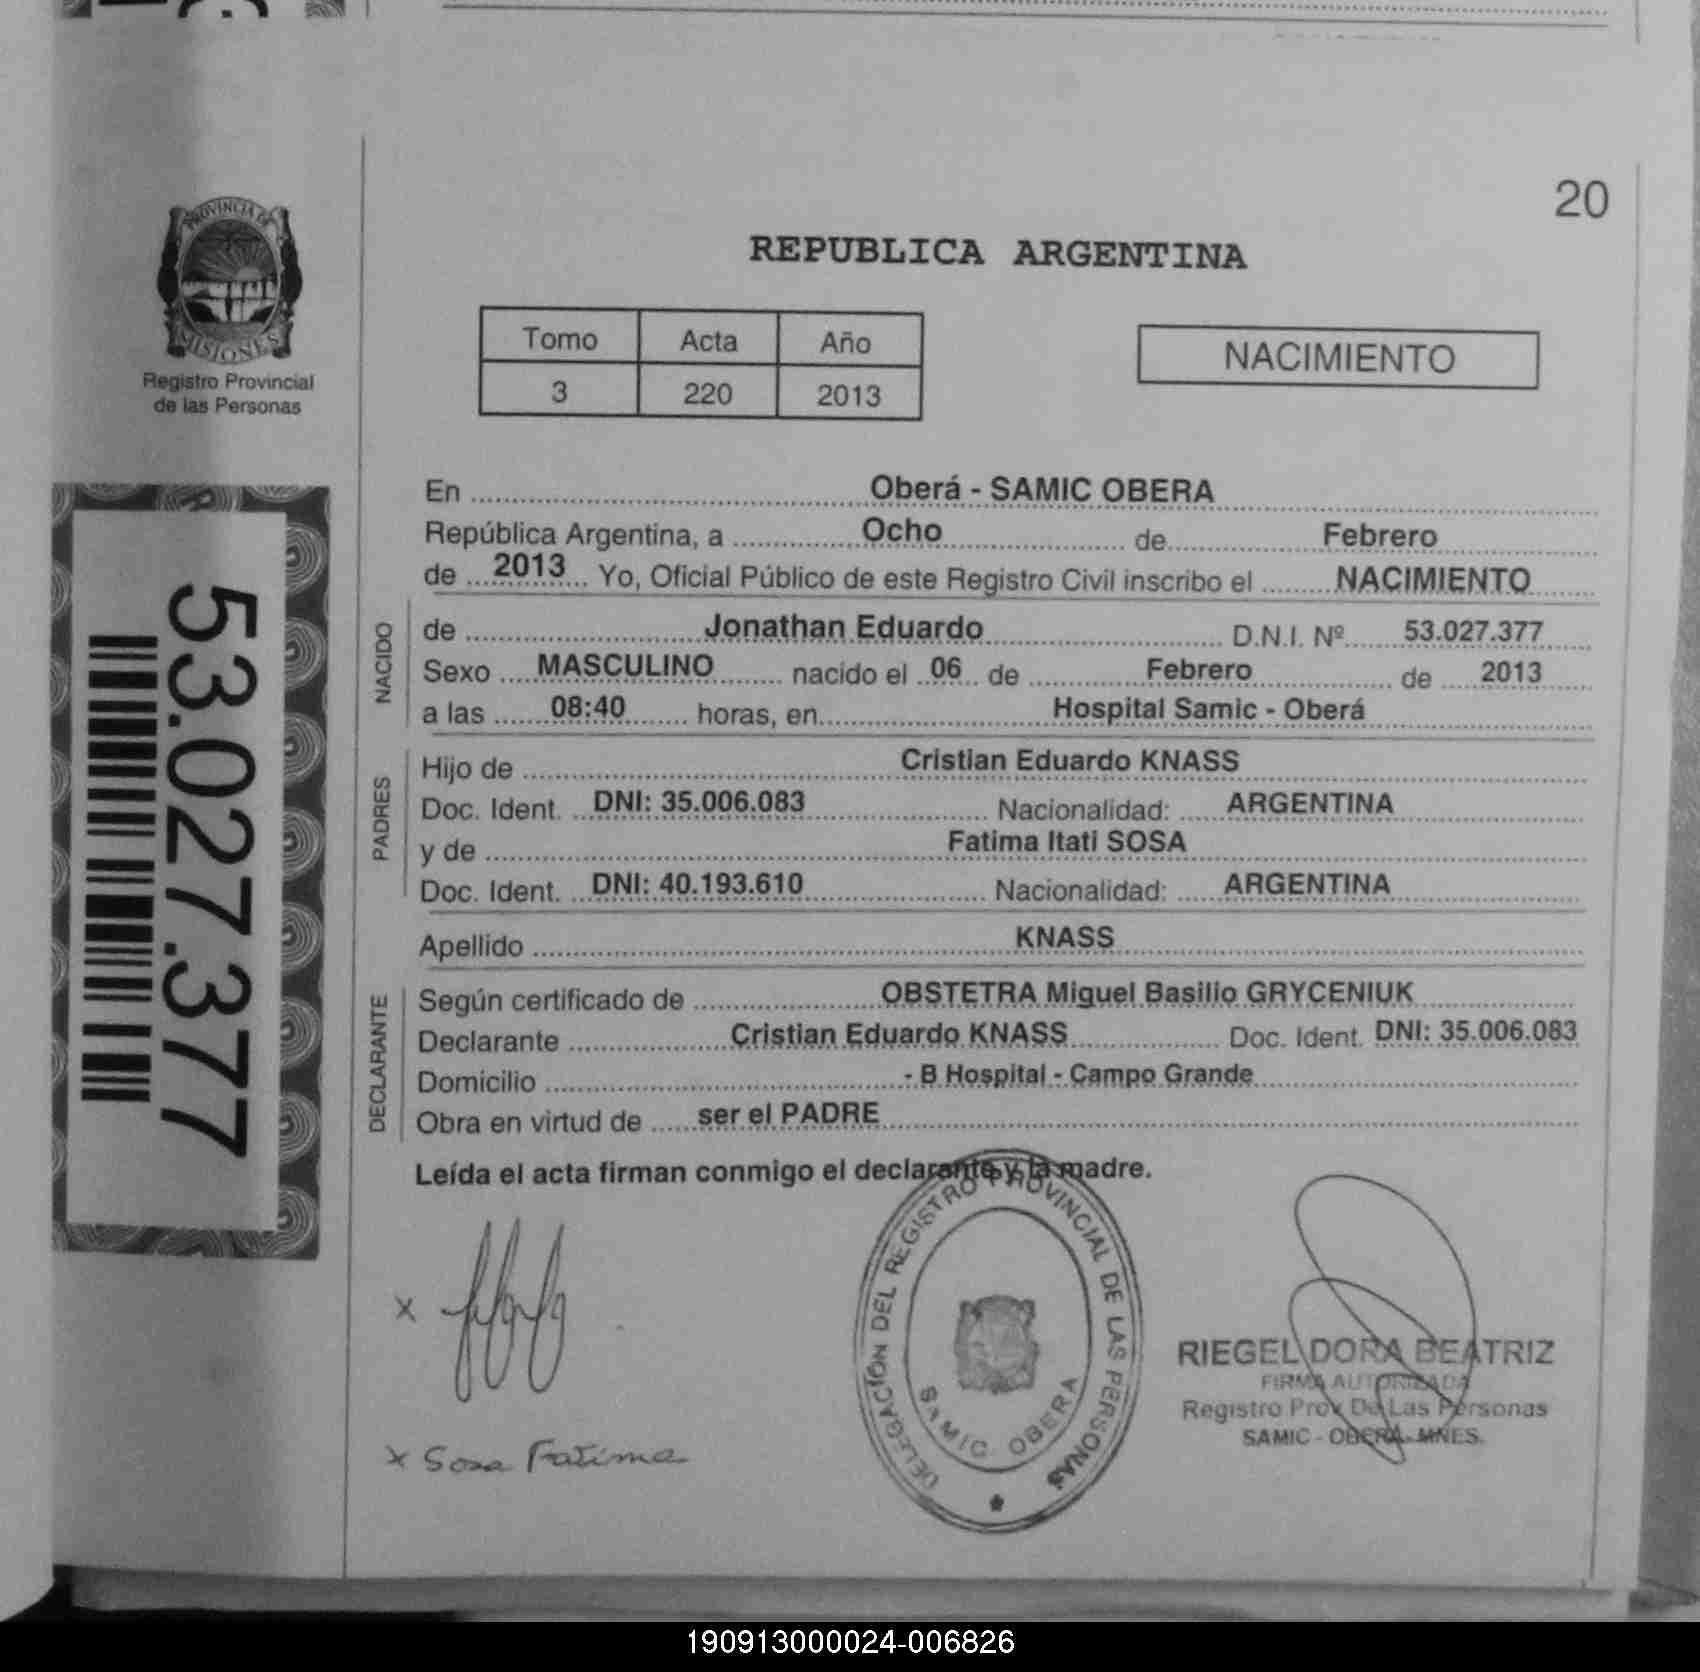 20
REPUBLICA ARGENTINA
PROVINCIA DE
MISIONES
Registro Provincial
de las Personas
Tomo Acta Año
3 220 2013
NACIMIENTO
53.027.377
En Oberá - SAMIC OBERA
República Argentina, a Ocho de Febrero
de 2013 Yo, Oficial Público de este Registro Civil inscribo el NACIMIENTO
NACIDO
de Jonathan Eduardo D.N.I. Nº 53.027.377
Sexo MASCULINO nacido el 06 de Febrero de 2013
a las 08:40 horas, en Hospital Samic - Oberá
PADRES
Hijo de Cristian Eduardo KNASS
Doc. Ident. DNI: 35.006.083 Nacionalidad: ARGENTINA
y de Fatima Itati SOSA
Doc. Ident. DNI: 40.193.610 Nacionalidad: ARGENTINA
Apellido KNASS
DECLARANTE
Según certificado de OBSTETRA Miguel Basilio GRYCENIUK
Declarante Cristian Eduardo KNASS Doc. Ident. DNI: 35.006.083
Domicilio - B Hospital - Campo Grande
Obra en virtud de ser el PADRE
Leída el acta firman conmigo el declarante y la madre.
DELEGACIÓN DEL REGISTRO PROVINCIAL DE LAS PERSONAS
SAMIC OBERA
RIEGEL DORA BEATRIZ
FIRMA AUTORIZADA
Registro Prov. De Las Personas
SAMIC - OBERA - MNES.
x
x Sosa Fatima
190913000024-006826